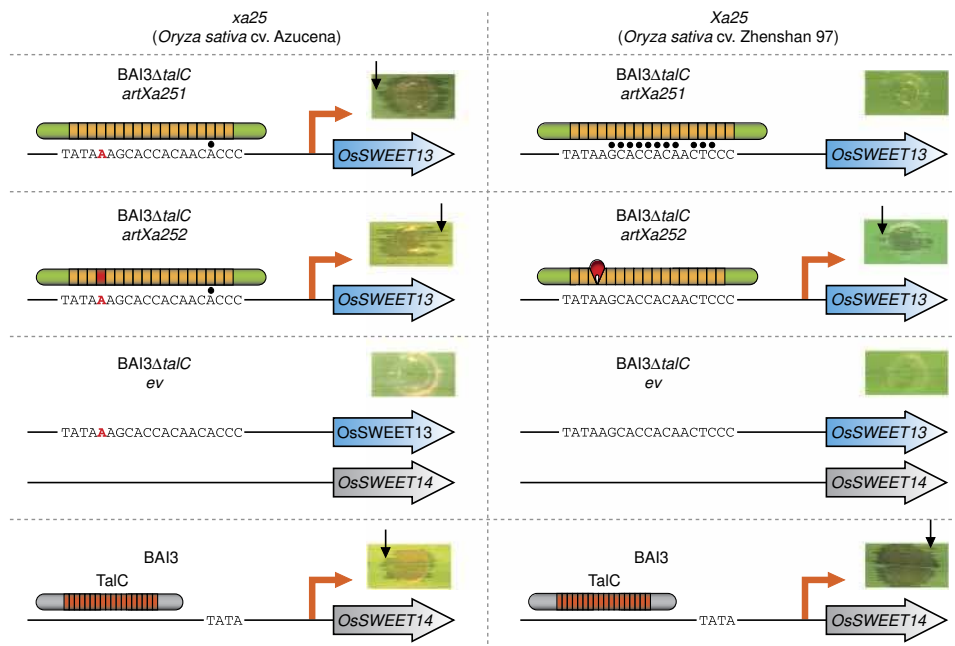 xa25
(Oryza sativa cv. Azucena)
Xa25
(Oryza sativa cv. Zhenshan 97)
BAI3ΔtalC
artXa251
TATAAAGCACCACAACACCC
OsSWEET13
BAI3ΔtalC
artXa251
TATAAGCACCACAACTCCC
OsSWEET13
BAI3ΔtalC
artXa252
TATAAAGCACCACAACACCC
OsSWEET13
BAI3ΔtalC
artXa252
TATAAGCACCACAACTCCC
OsSWEET13
BAI3ΔtalC
ev
TATAAAGCACCACAACACCC
OsSWEET13
OsSWEET14
BAI3ΔtalC
ev
TATAAGCACCACAACTCCC
OsSWEET13
OsSWEET14
BAI3
TalC
TATA
OsSWEET14
BAI3
TalC
TATA
OsSWEET14